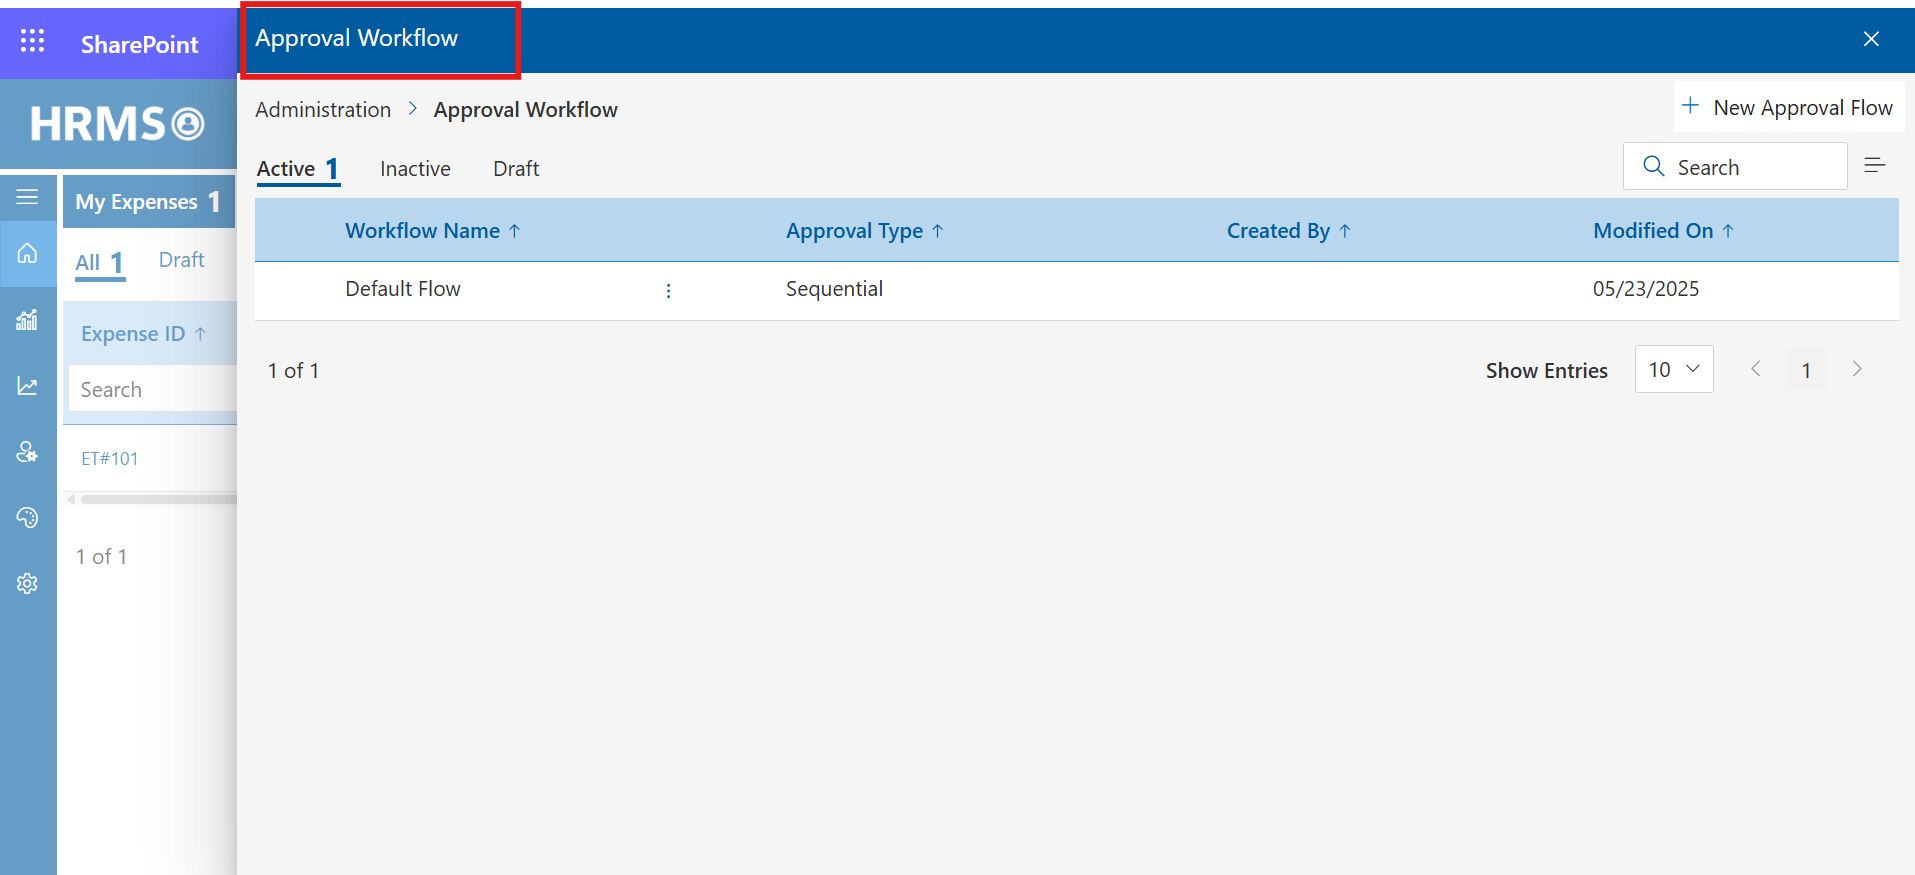 SharePoint
Approval Workflow
HRMS
Administration > Approval Workflow
+ New Approval Flow
Active 1 Inactive Draft
Search
My Expenses 1
All 1 Draft
Expense ID ↑
Search
ET#101
1 of 1
Workflow Name ↑ Approval Type ↑ Created By ↑ Modified On ↑
Default Flow Sequential 05/23/2025
1 of 1
Show Entries 10 < 1 >